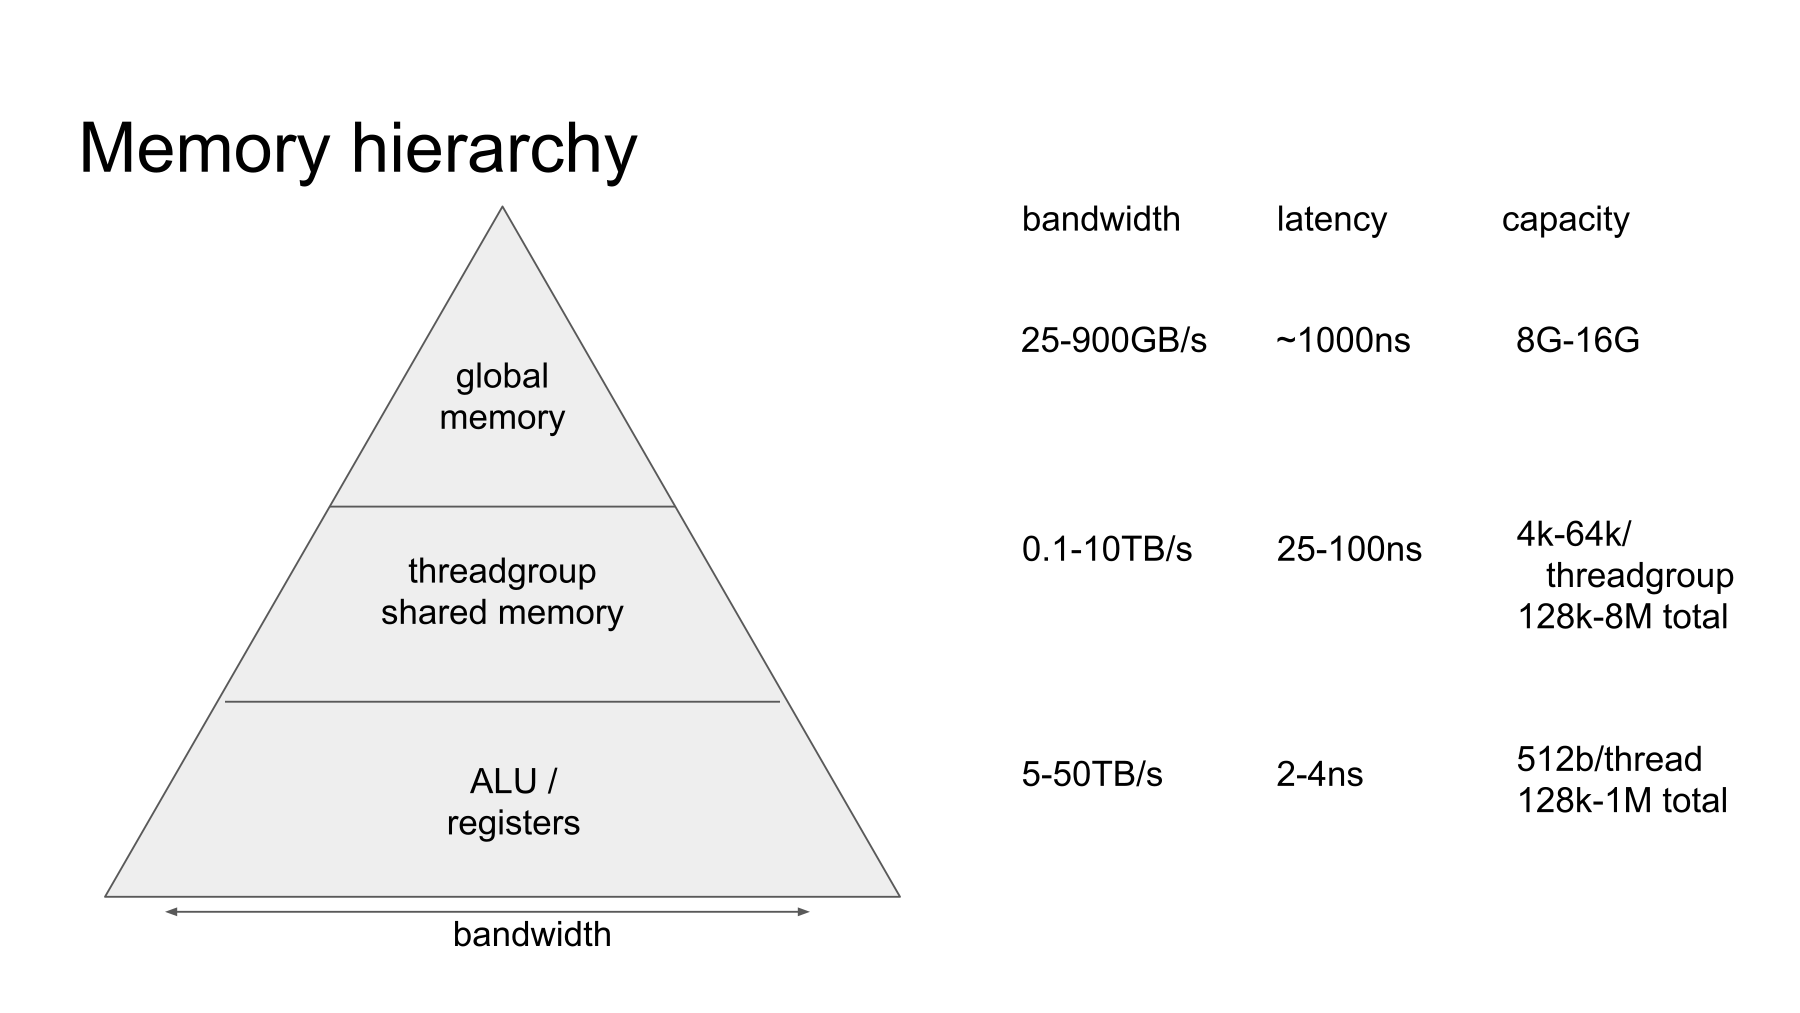 Memory hierarchy
bandwidth latency capacity
global
memory
25-900GB/s ~1000ns 8G-16G
threadgroup
shared memory
0.1-10TB/s 25-100ns 4k-64k/
threadgroup
128k-8M total
ALU /
registers
5-50TB/s 2-4ns 512b/thread
128k-1M total
bandwidth